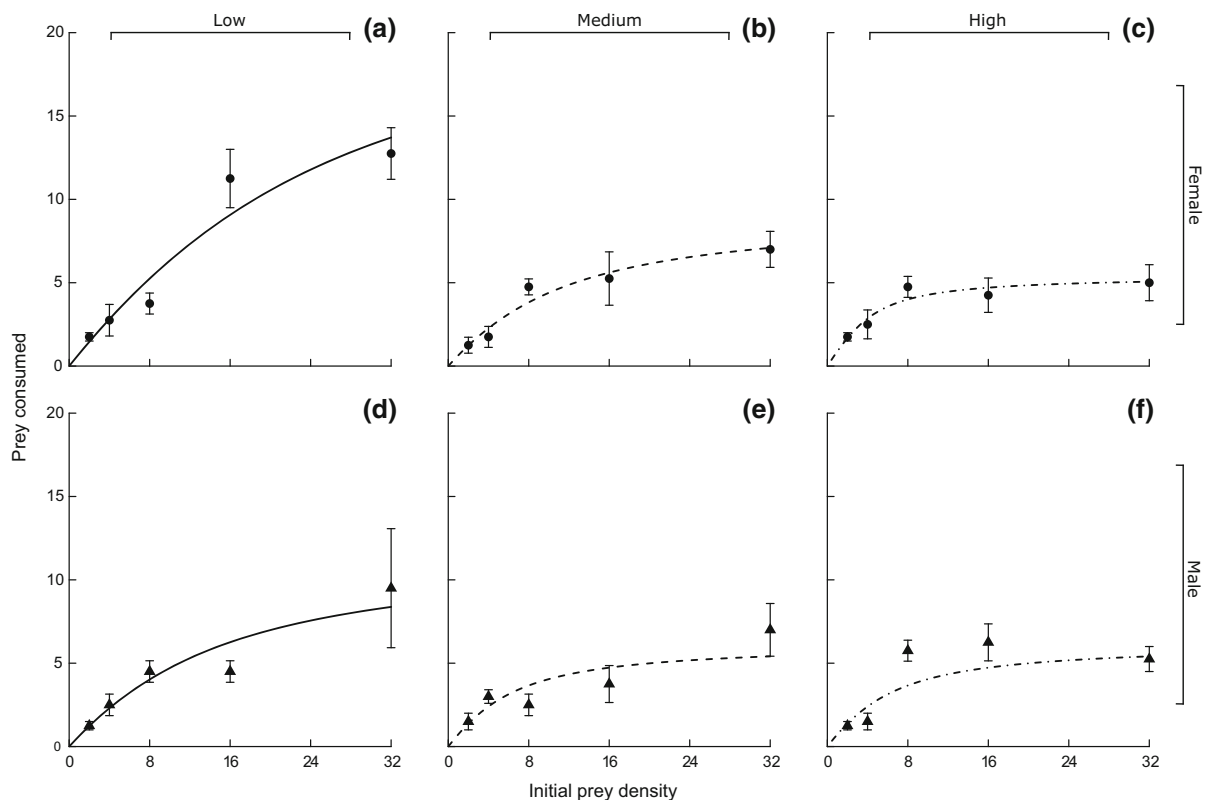 Low
Medium
High
(a)
(b)
(c)
20
15
10
5
0
Female
Prey consumed
(d)
(e)
(f)
20
15
10
5
0
Male
0 8 16 24 32
0 8 16 24 32
0 8 16 24 32
Initial prey density